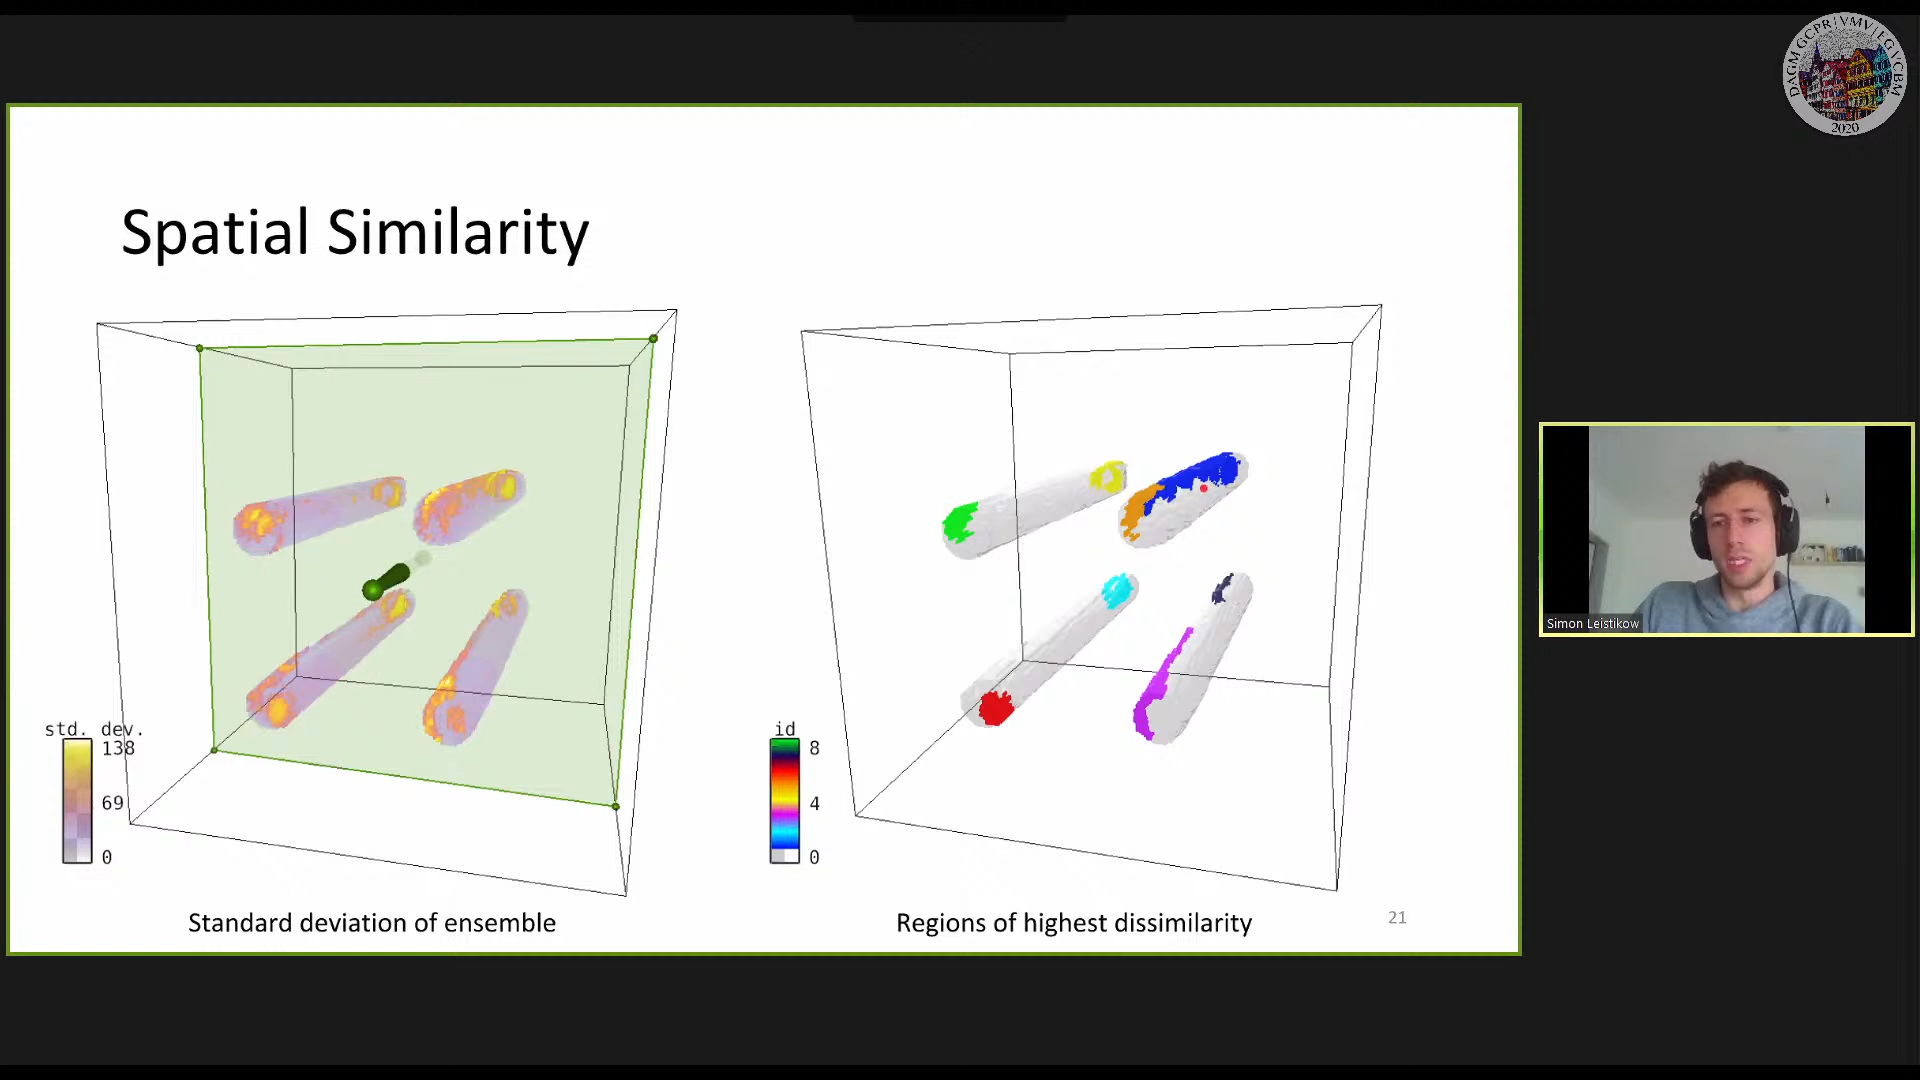 DAGM GCPR|VMV|EG VCBM
2020
Spatial Similarity
std. dev.
138
69
0
id
8
4
0
Standard deviation of ensemble
Regions of highest dissimilarity
21
Simon Leistikow